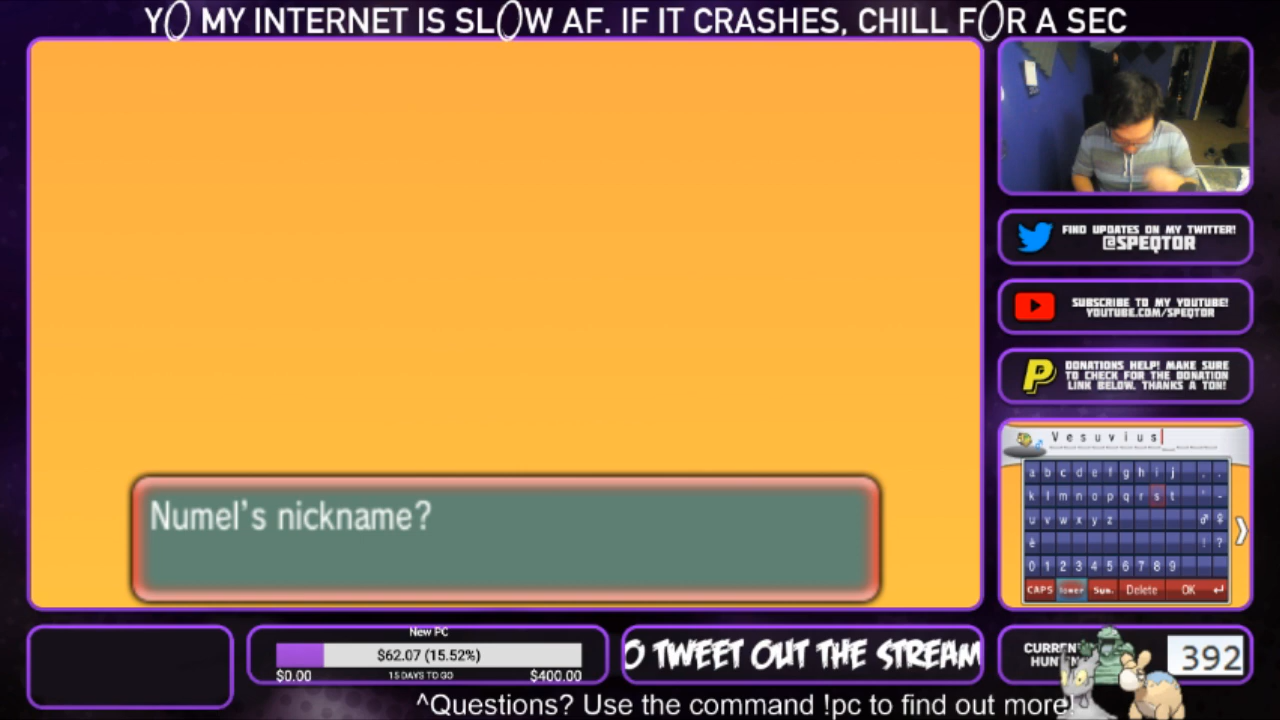 YO MY INTERNET IS SLOW AF. IF IT CRASHES, CHILL FOR A SEC
FIND UPDATES ON MY TWITTER!
@SPEQTOR
SUBSCRIBE TO MY YOUTUBE!
YOUTUBE.COM/SPEQTOR
DONATIONS HELP! MAKE SURE
TO CHECK FOR THE DONATION
LINK BELOW. THANKS A TON!
Numel's nickname?
Vesuvius
a b c d e f g h i j , .
k l m n o p q r s t ' -
u v w x y z ♂ ♀
é ! ?
0 1 2 3 4 5 6 7 8 9
CAPS lower Sym. Delete OK
New PC
$62.07 (15.52%)
$0.00 15 DAYS TO GO $400.00
O TWEET OUT THE STREAM
392
^Questions? Use the command !pc to find out more!